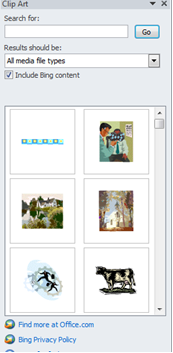 Clip Art
Search for:
Go
Results should be:
All media file types
Include Bing content
Find more at Office.com
Bing Privacy Policy